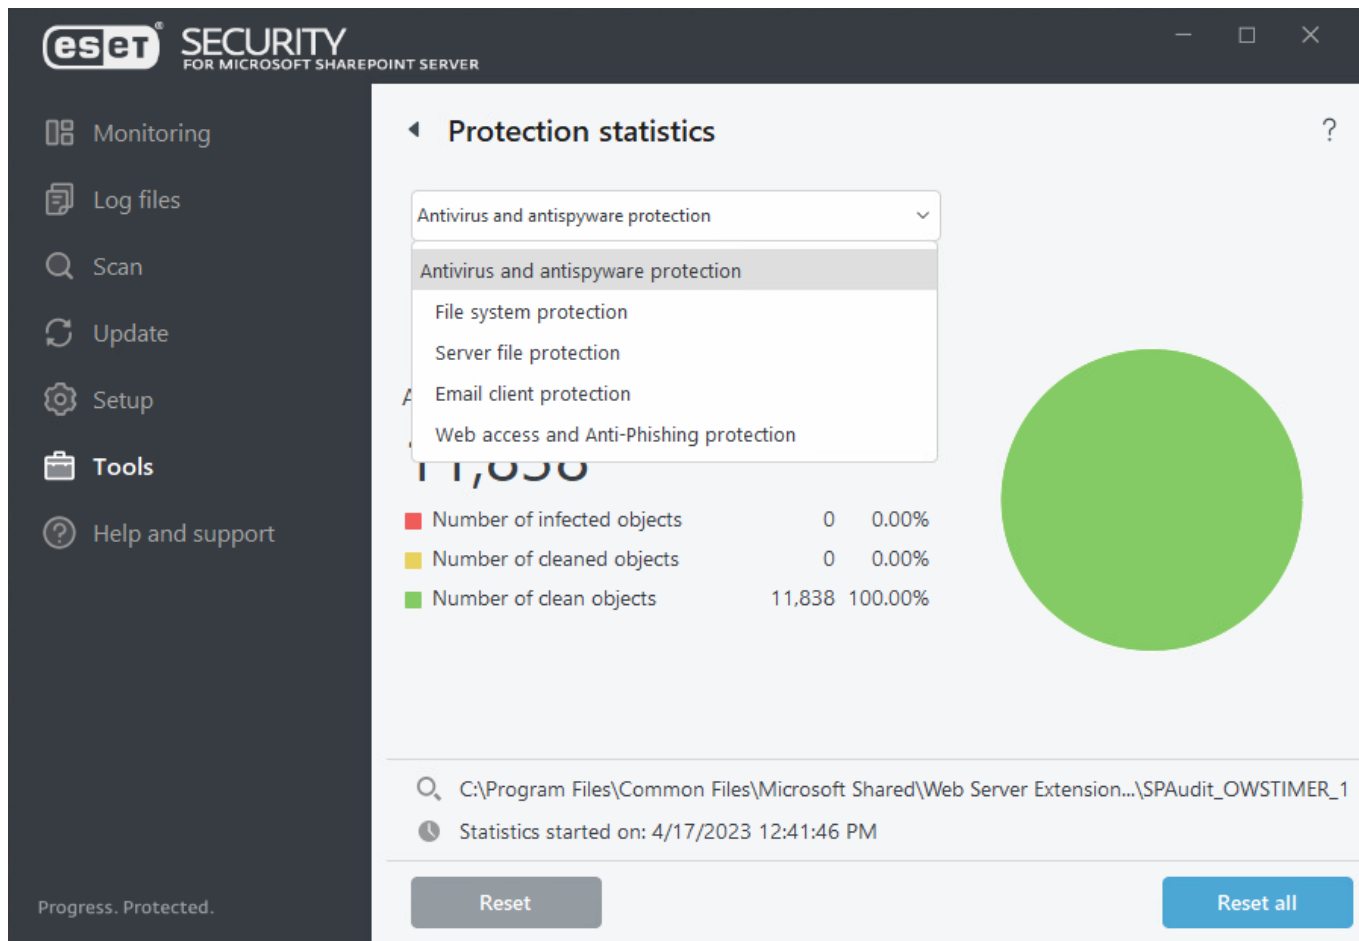 eseT® SECURITY
FOR MICROSOFT SHAREPOINT SERVER
Monitoring
Log files
Scan
Update
Setup
Tools
Help and support
Progress. Protected.
Protection statistics
?
Antivirus and antispyware protection
Antivirus and antispyware protection
File system protection
Server file protection
Email client protection
Web access and Anti-Phishing protection
11,838
Number of infected objects 0 0.00%
Number of cleaned objects 0 0.00%
Number of clean objects 11,838 100.00%
C:\Program Files\Common Files\Microsoft Shared\Web Server Extension...\SPAudit_OWSTIMER_1
Statistics started on: 4/17/2023 12:41:46 PM
Reset
Reset all